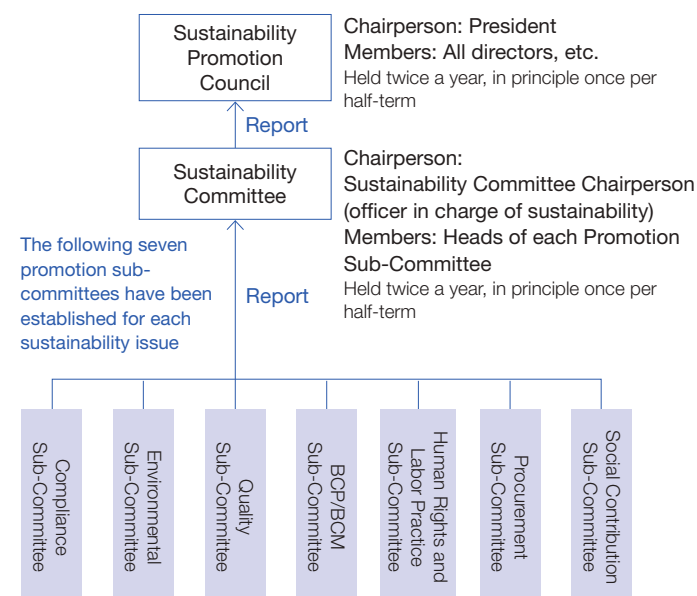 Sustainability
Promotion
Council
Chairperson: President
Members: All directors, etc.
Held twice a year, in principle once per
half-term
Report
Sustainability
Committee
Chairperson:
Sustainability Committee Chairperson
(officer in charge of sustainability)
Members: Heads of each Promotion
Sub-Committee
Held twice a year, in principle once per
half-term
The following seven
promotion sub-
committees have been
established for each
sustainability issue
Report
Compliance
Sub-Committee
Environmental
Sub-Committee
Quality
Sub-Committee
BCP/BCM
Sub-Committee
Human Rights and
Labor Practice
Sub-Committee
Procurement
Sub-Committee
Social Contribution
Sub-Committee